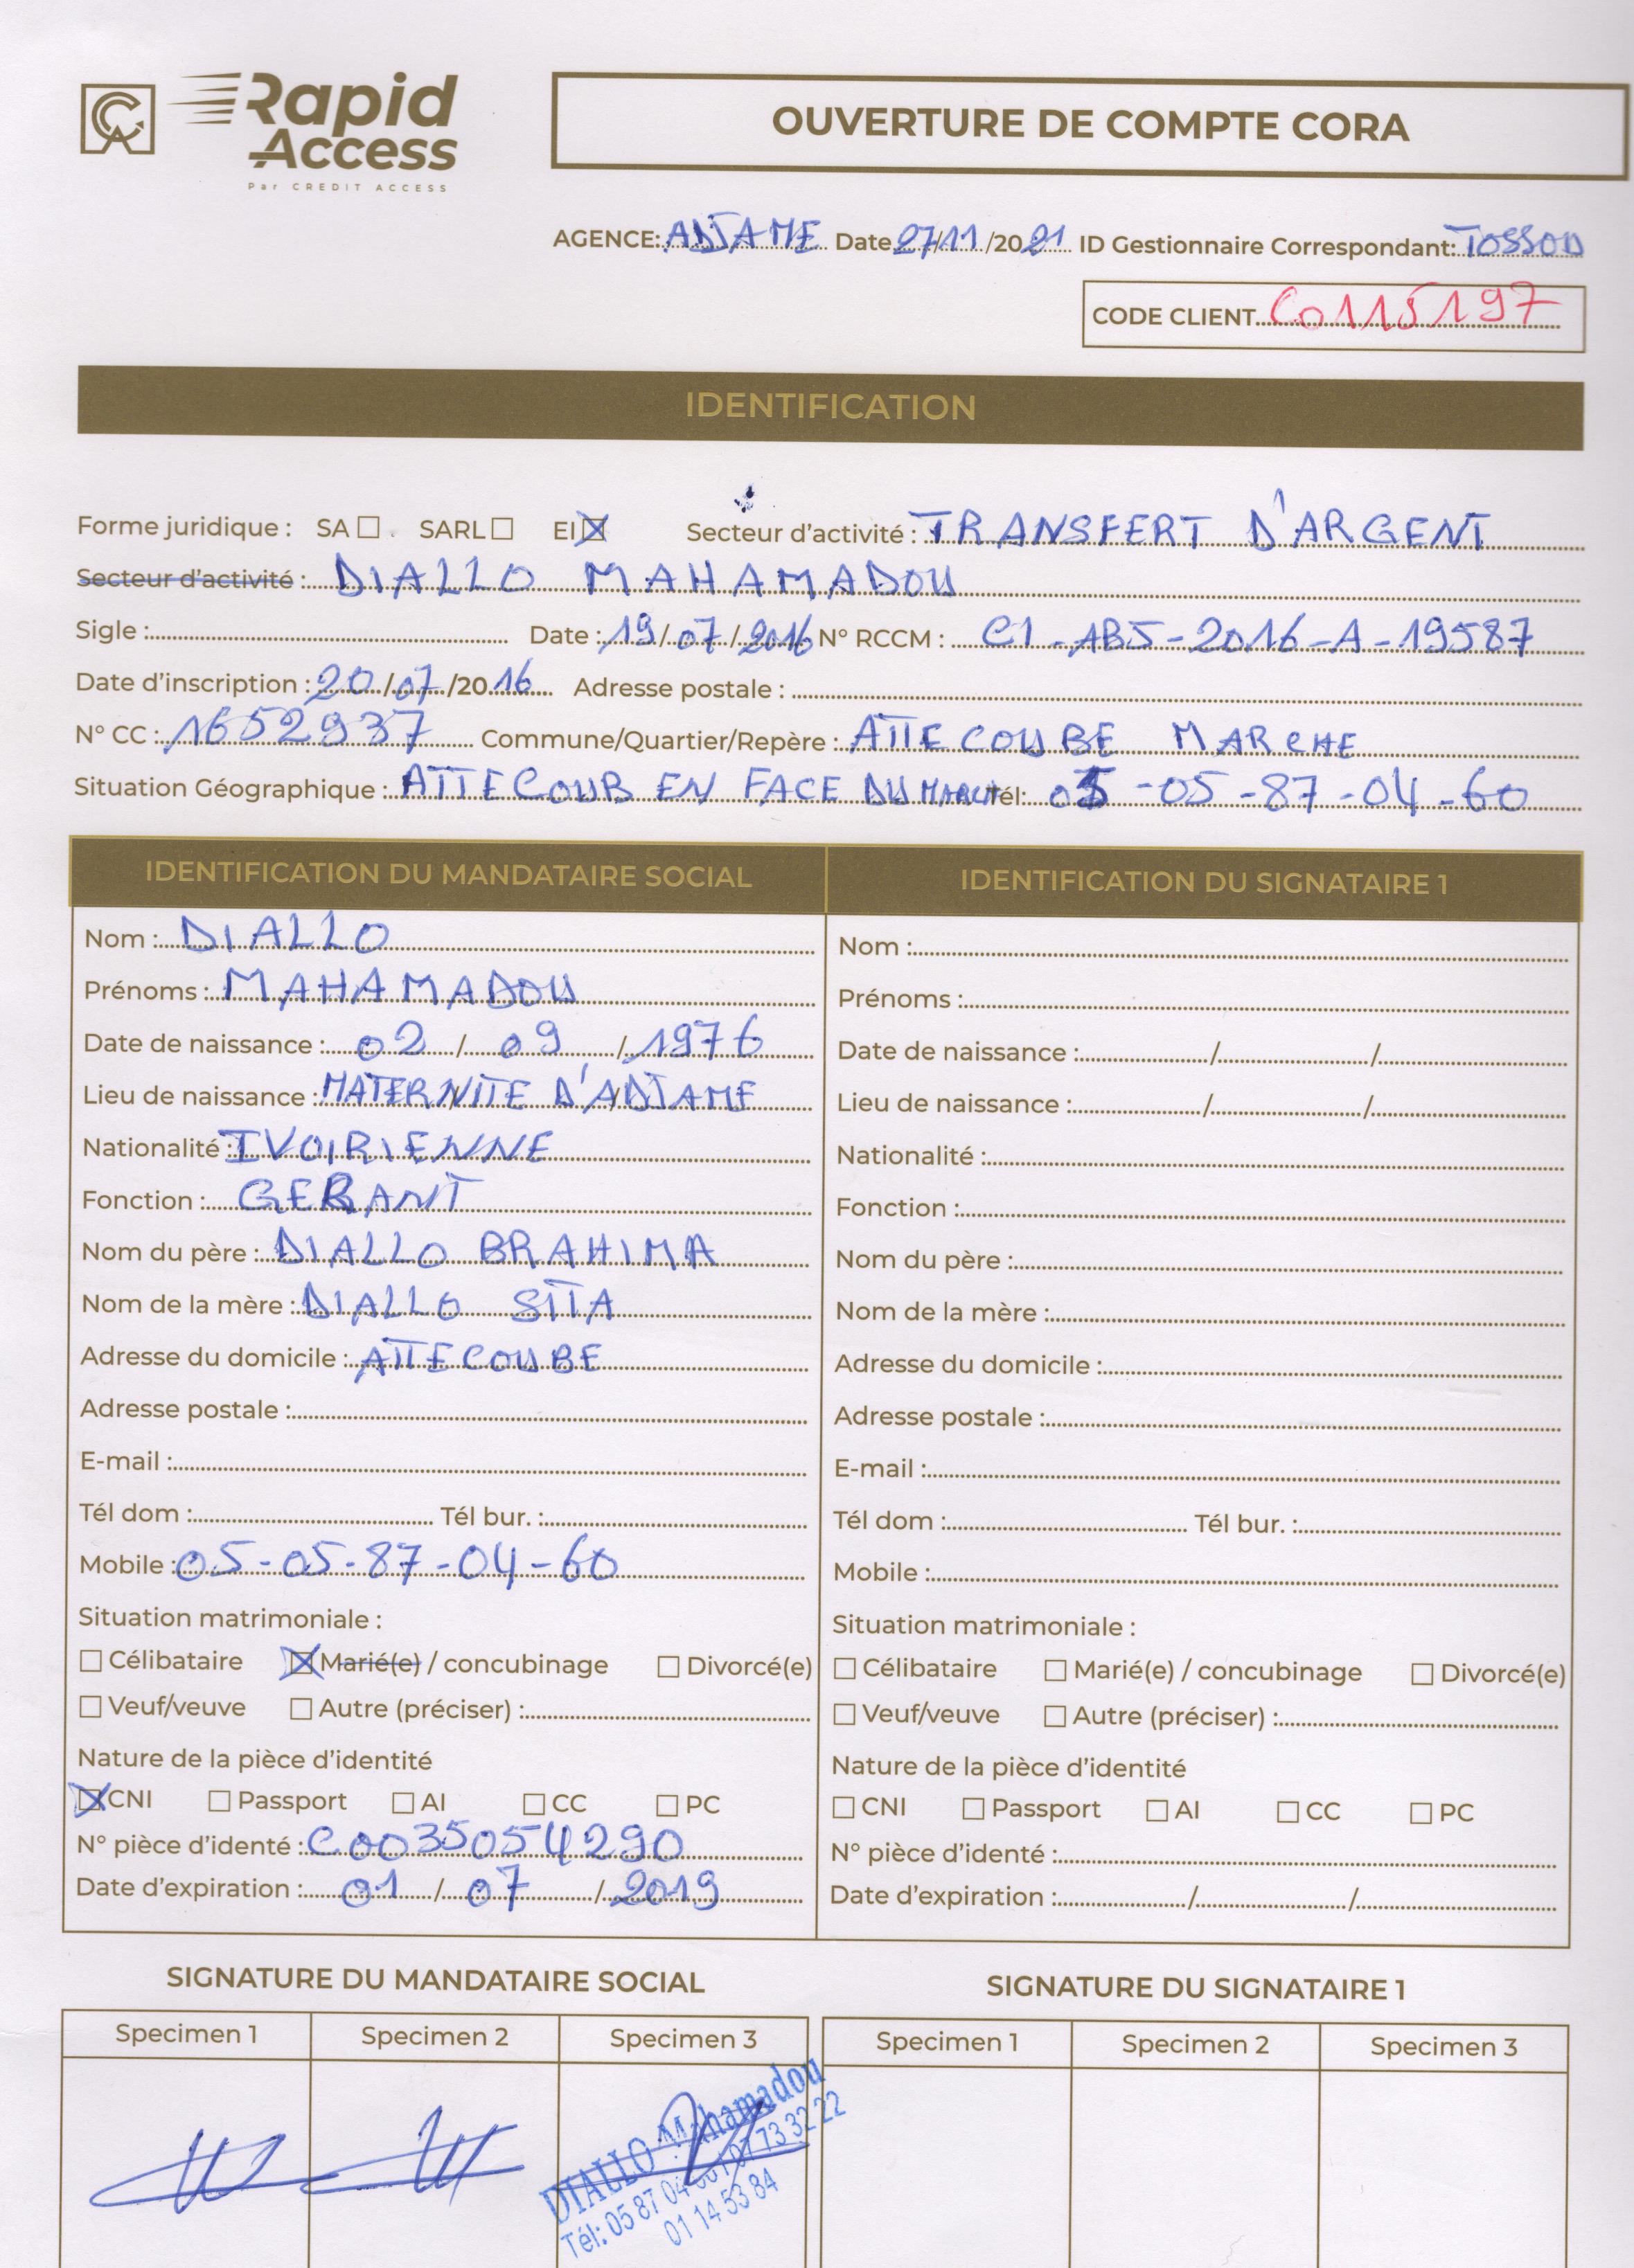 Rapid
Access
Par CREDIT ACCESS
OUVERTURE DE COMPTE CORA
AGENCE: ADJAME Date 27/11/2021 ID Gestionnaire Correspondant: TOSSOU
CODE CLIENT C0115197
IDENTIFICATION
Forme juridique : SA SARL EI Secteur d'activité : TRANSFERT D'ARGENT
Secteur d'activité : DIALLO MAHAMADOU
Sigle : Date : 19/07/2016 N° RCCM : C1-AB5-2016-A-19587
Date d'inscription : 20/07/2016 Adresse postale :
N° CC : 1652937 Commune/Quartier/Repère : ATTECOUBE MARCHE
Situation Géographique : ATTECOUB EN FACE DU MARCHE Tél: 05-05-87-04-60
IDENTIFICATION DU MANDATAIRE SOCIAL
Nom : DIALLO
Prénoms : MAHAMADOU
Date de naissance : 02/09/1976
Lieu de naissance : MATERNITE D'ADJAME
Nationalité : IVOIRIENNE
Fonction : GERANT
Nom du père : DIALLO BRAHIMA
Nom de la mère : DIALLO SITA
Adresse du domicile : ATTECOUBE
Adresse postale :
E-mail :
Tél dom : Tél bur. :
Mobile : 05-05-87-04-60
Situation matrimoniale :
Célibataire Marié(e) / concubinage Divorcé(e)
Veuf/veuve Autre (préciser) :
Nature de la pièce d'identité
CNI Passport AI CC PC
N° pièce d'identé : C0035054290
Date d'expiration : 01/07/2019
IDENTIFICATION DU SIGNATAIRE 1
Nom :
Prénoms :
Date de naissance : / /
Lieu de naissance : / /
Nationalité :
Fonction :
Nom du père :
Nom de la mère :
Adresse du domicile :
Adresse postale :
E-mail :
Tél dom : Tél bur. :
Mobile :
Situation matrimoniale :
Célibataire Marié(e) / concubinage Divorcé(e)
Veuf/veuve Autre (préciser) :
Nature de la pièce d'identité
CNI Passport AI CC PC
N° pièce d'identé :
Date d'expiration : / /
SIGNATURE DU MANDATAIRE SOCIAL
Specimen 1 Specimen 2 Specimen 3
DIALLO Mahamadou
Tél: 05 87 04 60 / 07 73 32 22
01 14 53 84
SIGNATURE DU SIGNATAIRE 1
Specimen 1 Specimen 2 Specimen 3